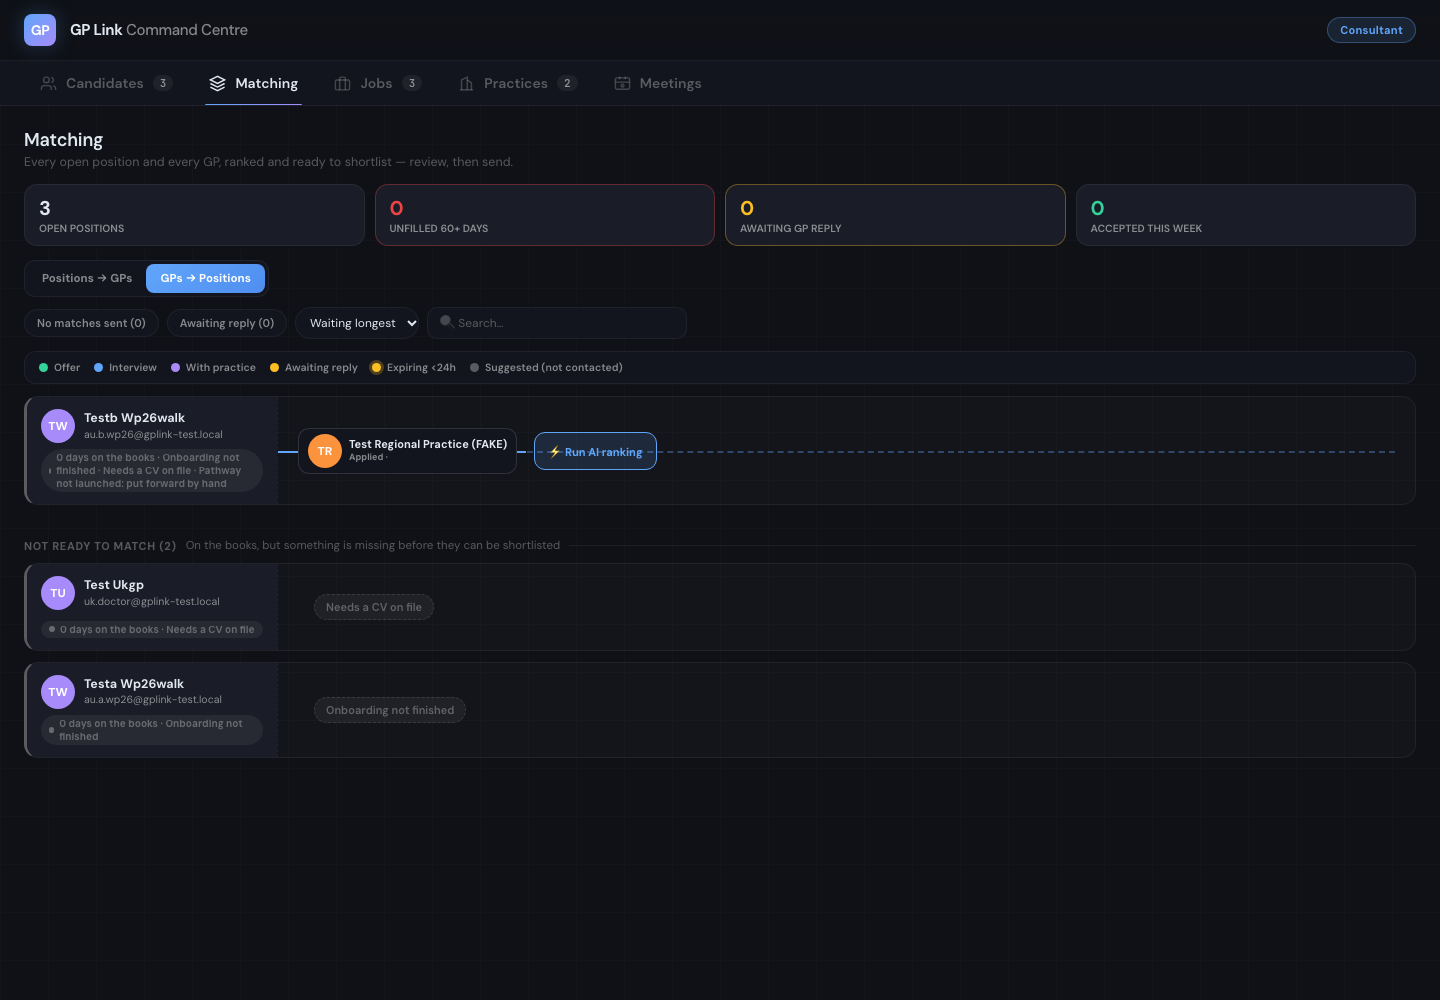 GP GP Link Command Centre Consultant
Candidates 3 Matching Jobs 3 Practices 2 Meetings
Matching
Every open position and every GP, ranked and ready to shortlist — review, then send.
3
OPEN POSITIONS
0
UNFILLED 60+ DAYS
0
AWAITING GP REPLY
0
ACCEPTED THIS WEEK
Positions → GPs GPs → Positions
No matches sent (0) Awaiting reply (0) Waiting longest Search…
Offer Interview With practice Awaiting reply Expiring <24h Suggested (not contacted)
TW Testb Wp26walk
au.b.wp26@gplink-test.local
0 days on the books · Onboarding not
finished · Needs a CV on file · Pathway
not launched: put forward by hand
TR Test Regional Practice (FAKE)
Applied ·
⚡ Run AI ranking
NOT READY TO MATCH (2) On the books, but something is missing before they can be shortlisted
TU Test Ukgp
uk.doctor@gplink-test.local
0 days on the books · Needs a CV on file
Needs a CV on file
TW Testa Wp26walk
au.a.wp26@gplink-test.local
0 days on the books · Onboarding not
finished
Onboarding not finished